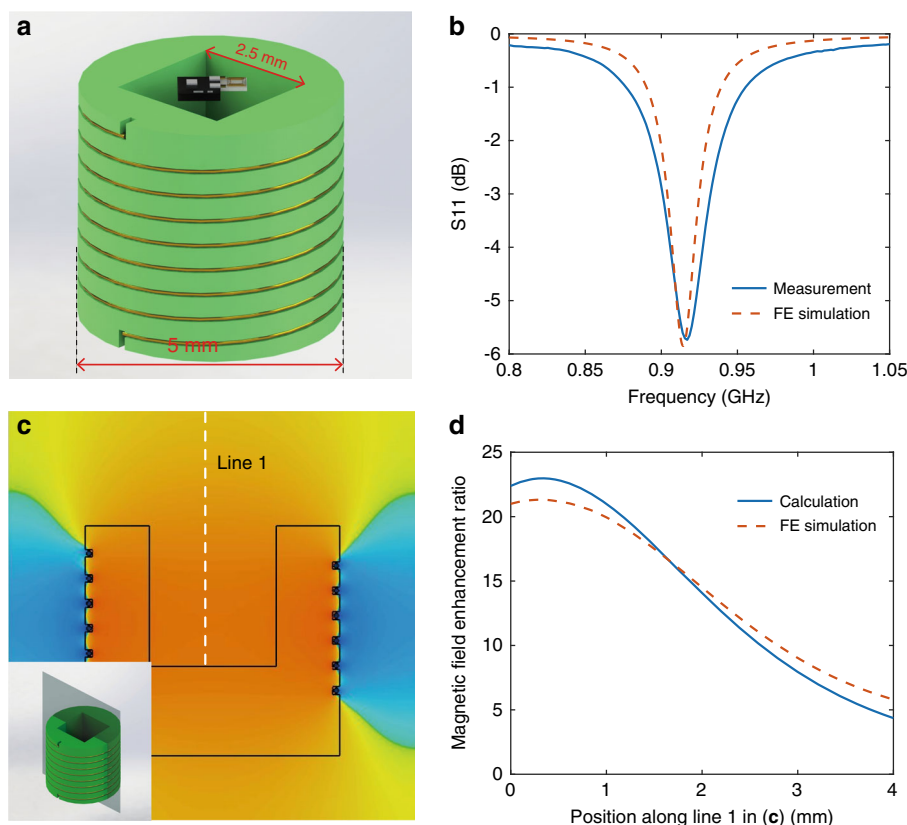 a
2.5 mm
5 mm
b
0
-1
-2
-3
-4
-5
-6
S11 (dB)
Measurement
FE simulation
0.8
0.85
0.9
0.95
1
1.05
Frequency (GHz)
c
Line 1
d
25
20
15
10
5
0
Magnetic field enhancement ratio
Calculation
FE simulation
0
1
2
3
4
Position along line 1 in (c) (mm)